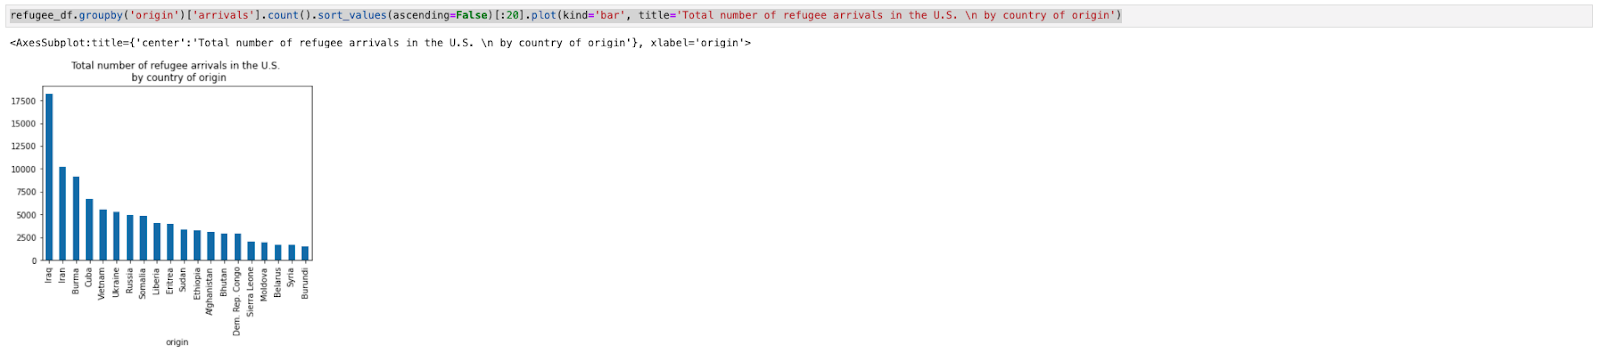 refugee_df.groupby('origin')['arrivals'].count().sort_values(ascending=False)[:20].plot(kind='bar', title='Total number of refugee arrivals in the U.S. \n by country of origin')
<AxesSubplot:title={'center':'Total number of refugee arrivals in the U.S. \n by country of origin'}, xlabel='origin'>
Total number of refugee arrivals in the U.S.
by country of origin
17500
15000
12500
10000
7500
5000
2500
0
Iraq
Iran
Burma
Cuba
Vietnam
Ukraine
Russia
Somalia
Liberia
Eritrea
Sudan
Ethiopia
Afghanistan
Bhutan
Dem. Rep. Congo
Sierra Leone
Moldova
Belarus
Syria
Burundi
origin